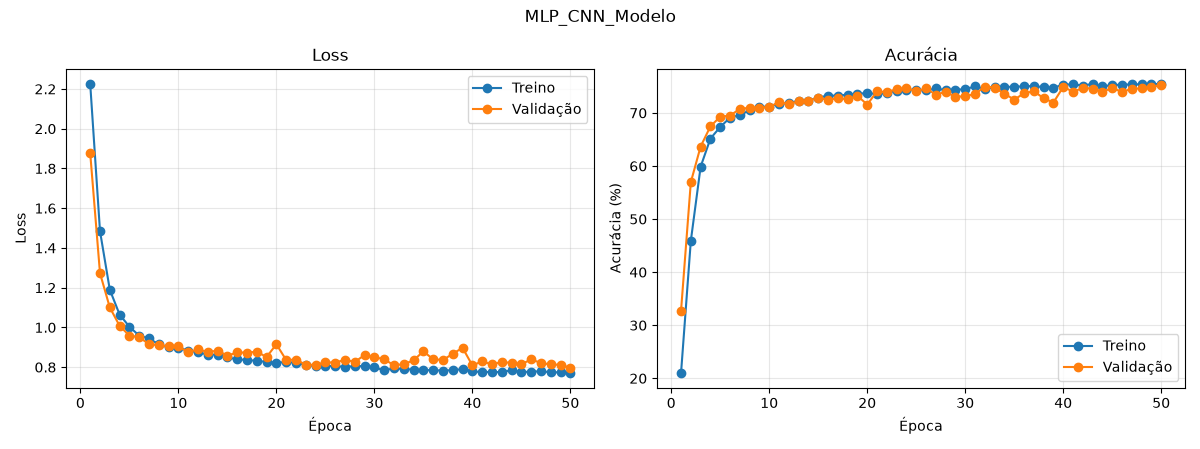 MLP_CNN_Modelo
Loss
Treino
Validação
2.2
2.0
1.8
1.6
1.4
1.2
1.0
0.8
Loss
0 10 20 30 40 50
Época
Acurácia
70
60
50
40
30
20
Acurácia (%)
Treino
Validação
0 10 20 30 40 50
Época